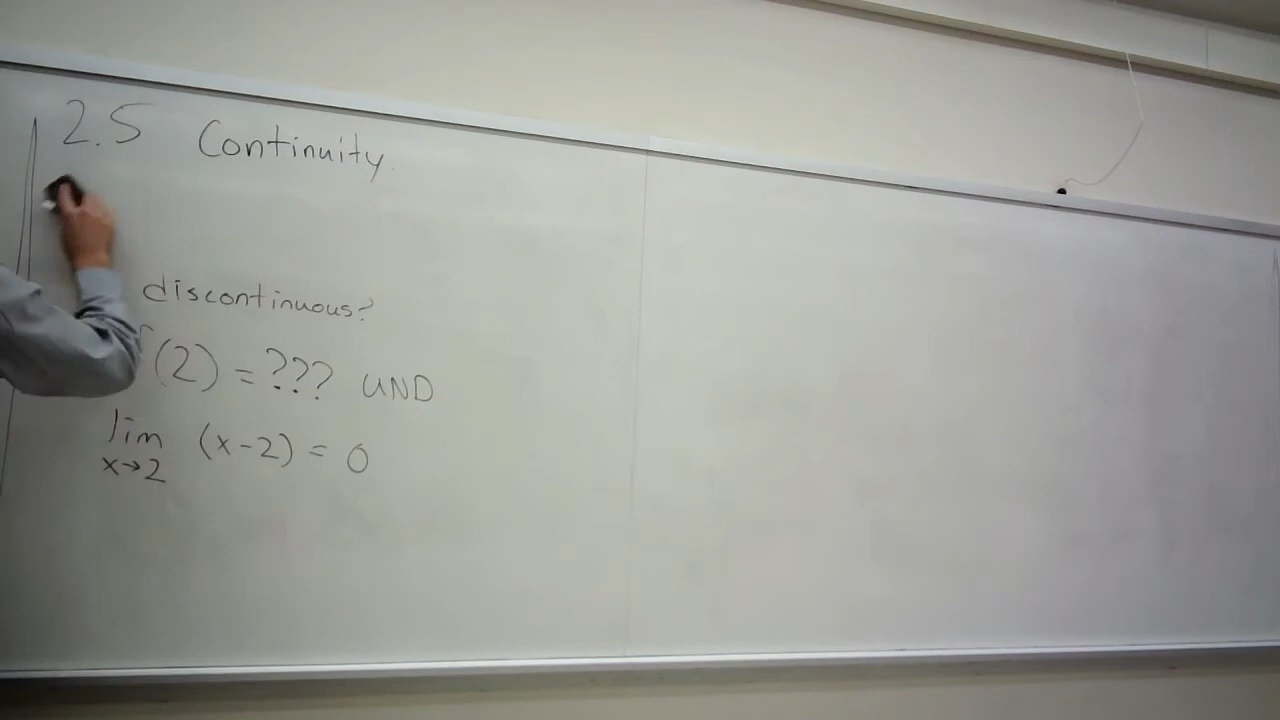 2.5 Continuity
discontinuous?
f(2) = ??? UND
lim (x-2) = 0
x→2